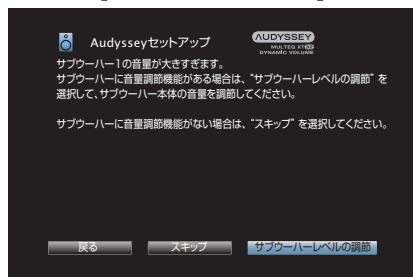 Audysseyセットアップ
AUDYSSEY
MULTEQ XT32
DYNAMIC VOLUME
サブウーハー1の音量が大きすぎます。
サブウーハーに音量調節機能がある場合は、“サブウーハーレベルの調節” を
選択して、サブウーハー本体の音量を調節してください。
サブウーハーに音量調節機能がない場合は、“スキップ” を選択してください。
戻る
スキップ
サブウーハーレベルの調節